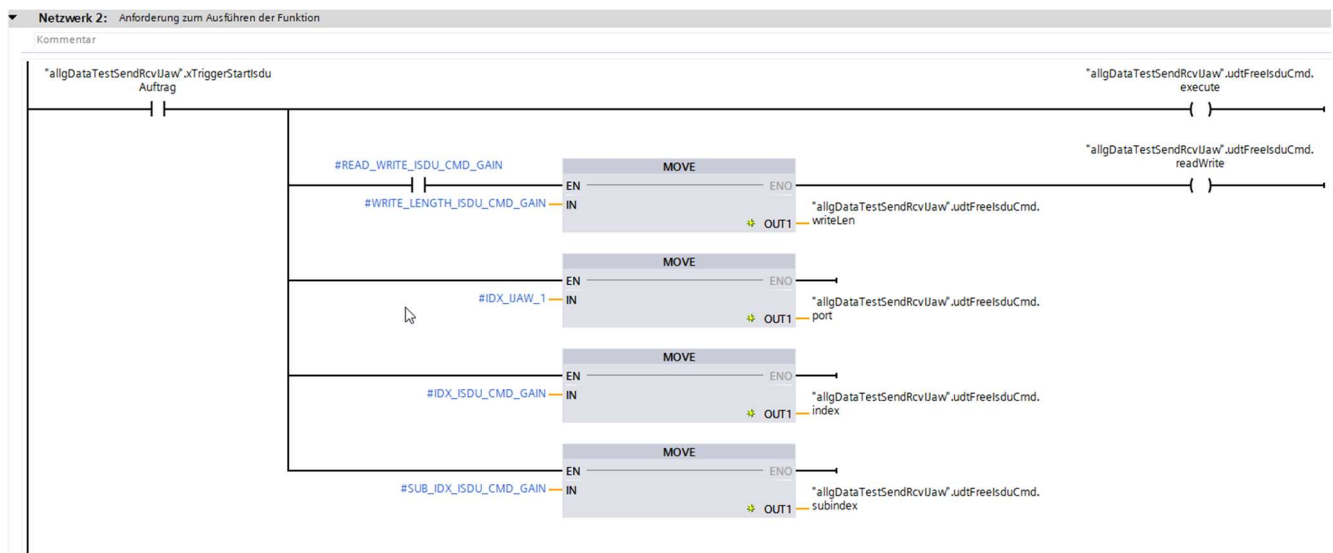 Netzwerk 2: Anforderung zum Ausführen der Funktion
Kommentar
"allgDataTestSendRcvIJaw".xTriggerStartIsdu
Auftrag
"allgDataTestSendRcvIJaw".udtFreeIsduCmd.
execute
"allgDataTestSendRcvIJaw".udtFreeIsduCmd.
readWrite
#READ_WRITE_ISDU_CMD_GAIN
MOVE
EN
ENO
#WRITE_LENGTH_ISDU_CMD_GAIN
IN
OUT1
"allgDataTestSendRcvIJaw".udtFreeIsduCmd.
writeLen
MOVE
EN
ENO
#IDX_IJAW_1
IN
OUT1
"allgDataTestSendRcvIJaw".udtFreeIsduCmd.
port
MOVE
EN
ENO
#IDX_ISDU_CMD_GAIN
IN
OUT1
"allgDataTestSendRcvIJaw".udtFreeIsduCmd.
index
MOVE
EN
ENO
#SUB_IDX_ISDU_CMD_GAIN
IN
OUT1
"allgDataTestSendRcvIJaw".udtFreeIsduCmd.
subindex